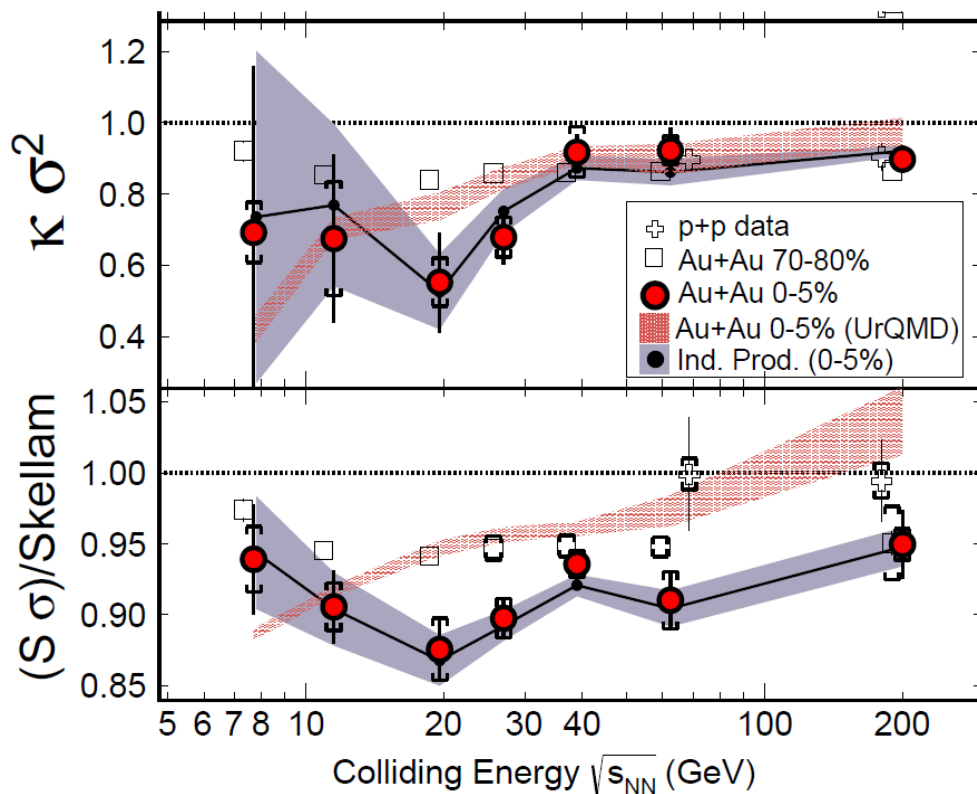 κ σ²
1.2
1.0
0.8
0.6
0.4
p+p data
Au+Au 70-80%
Au+Au 0-5%
Au+Au 0-5% (UrQMD)
Ind. Prod. (0-5%)
(S σ)/Skellam
1.05
1.00
0.95
0.90
0.85
5 6 7 8 10 20 30 40 100 200
Colliding Energy √sNN (GeV)